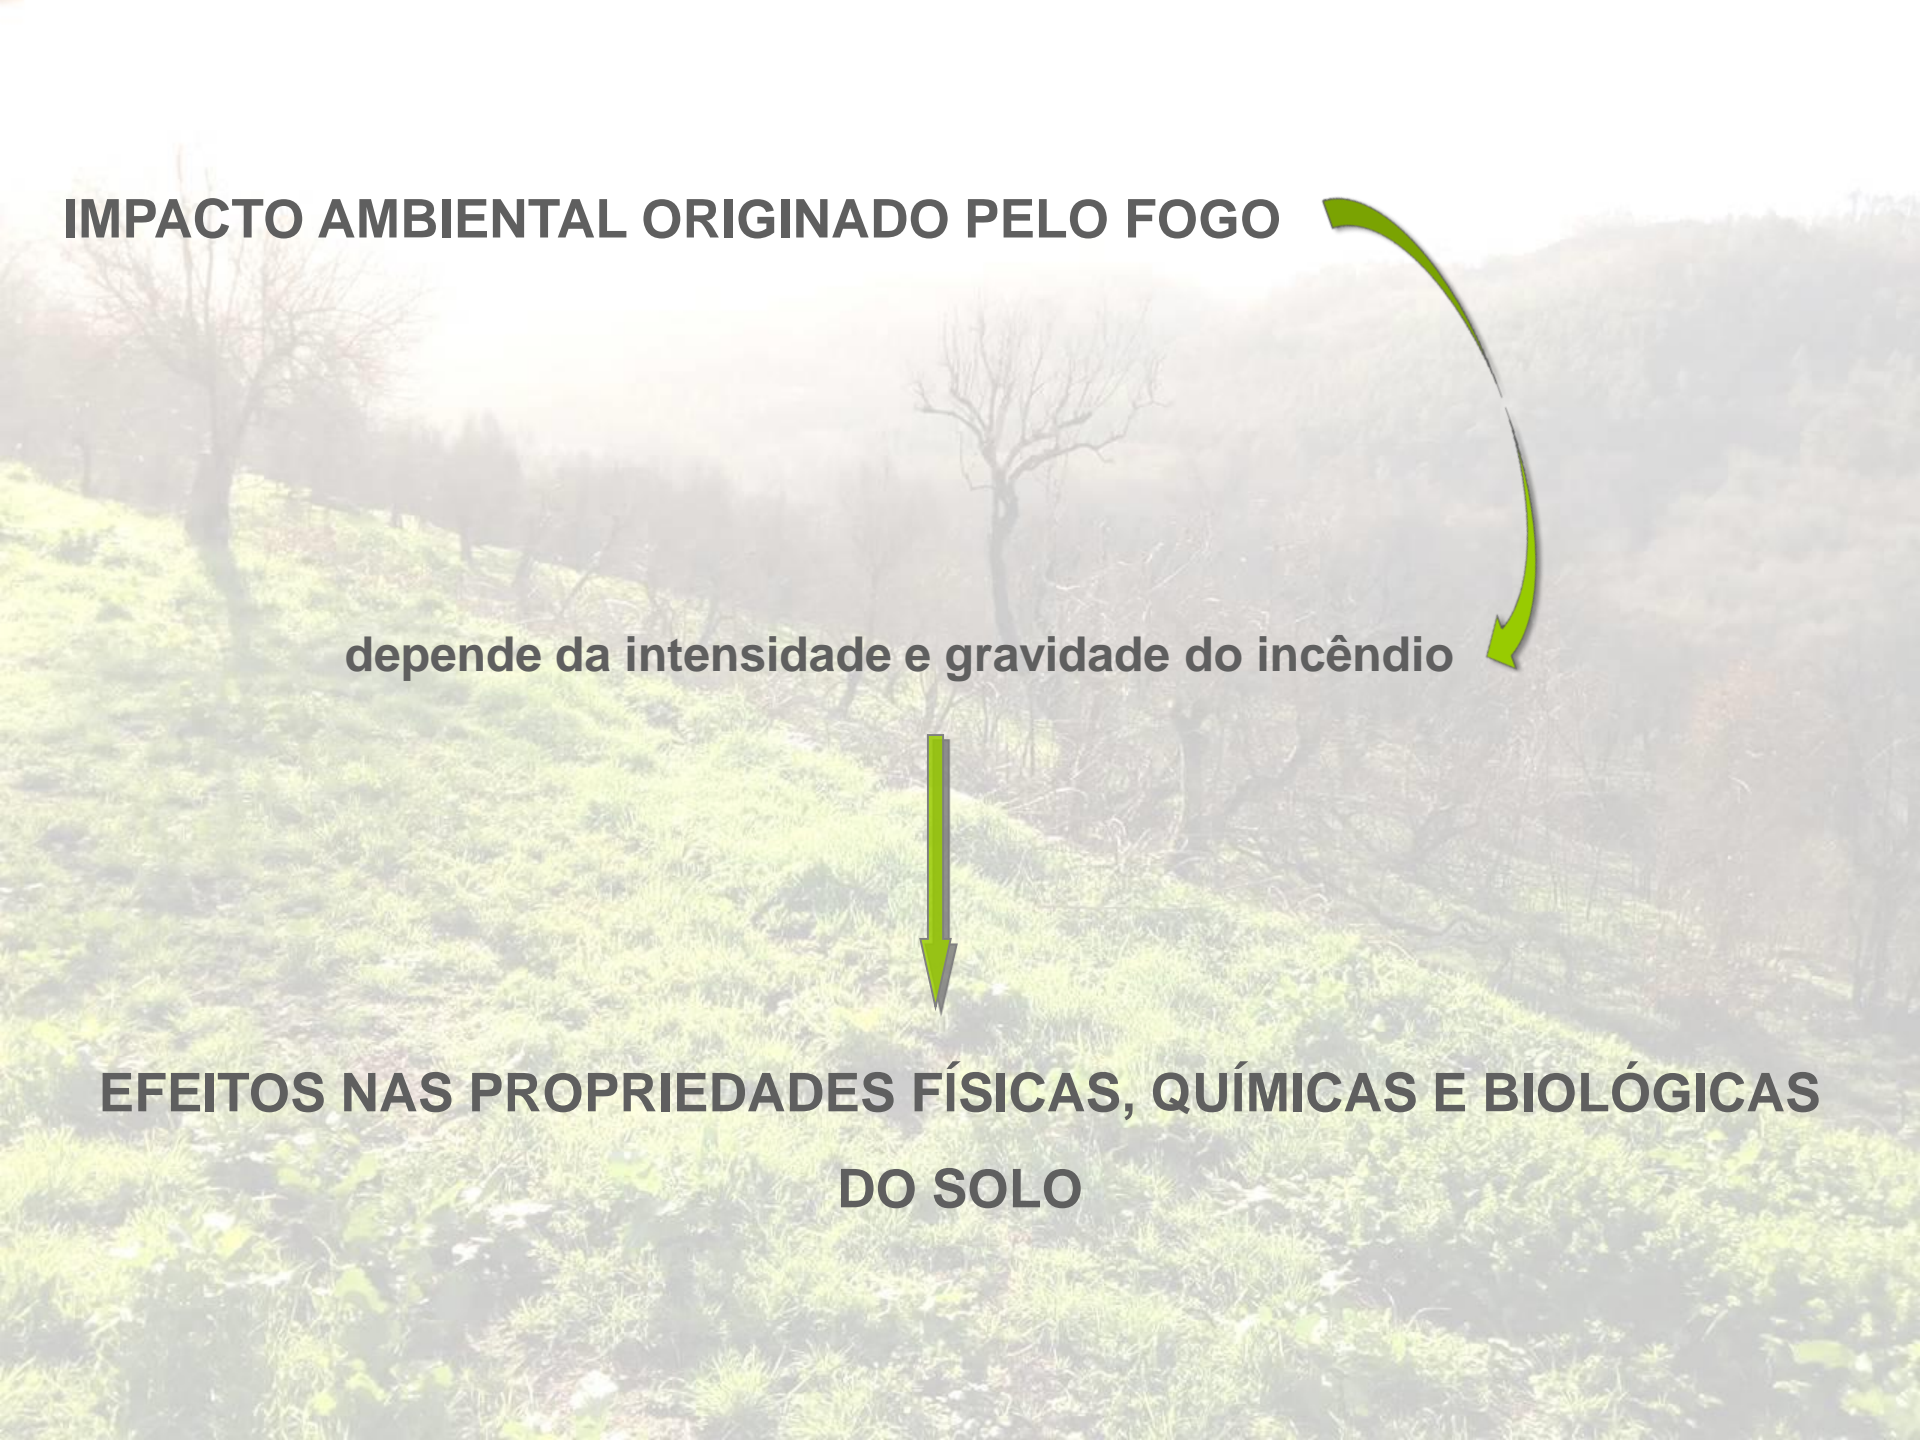 IMPACTO AMBIENTAL ORIGINADO PELO FOGO
depende da intensidade e gravidade do incêndio
EFEITOS NAS PROPRIEDADES FÍSICAS, QUÍMICAS E BIOLÓGICAS
DO SOLO